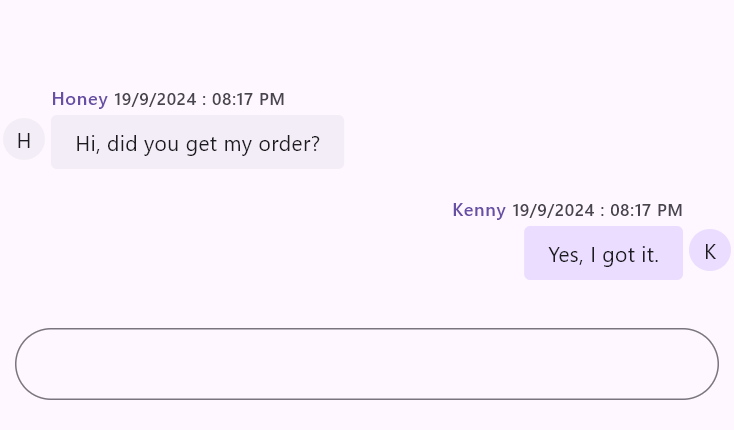 Honey 19/9/2024 : 08:17 PM
H
Hi, did you get my order?
Kenny 19/9/2024 : 08:17 PM
Yes, I got it.
K